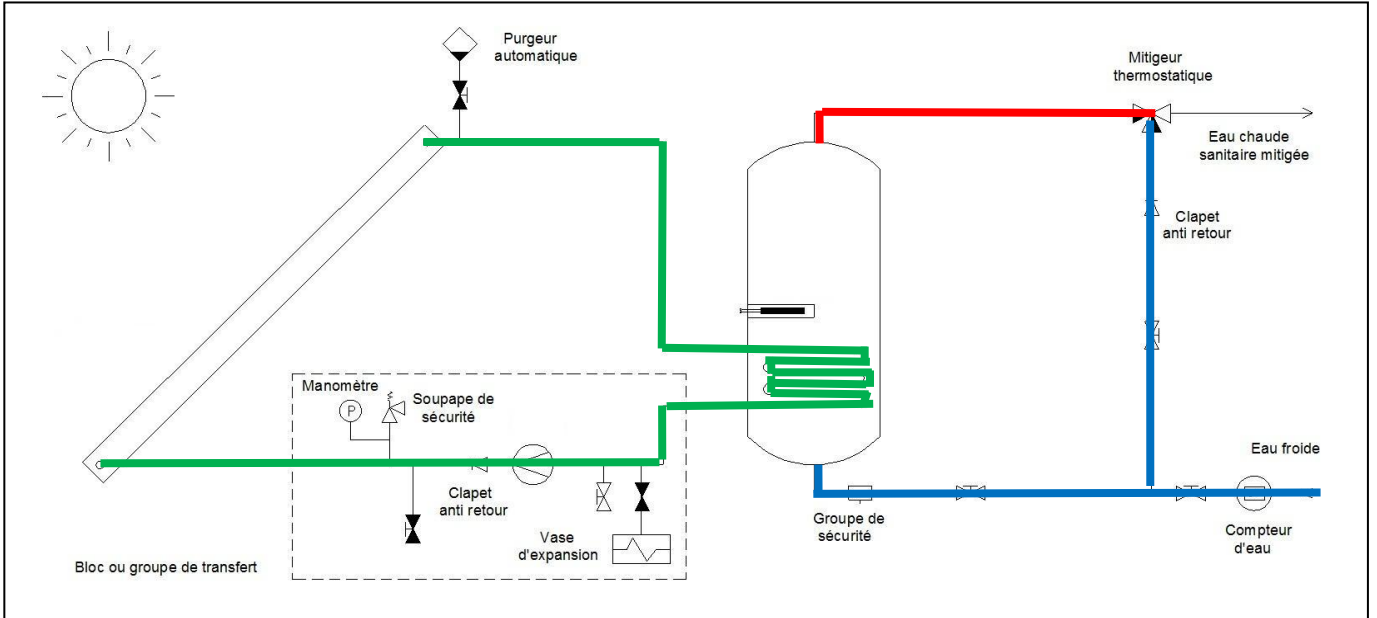 Purgeur
automatique
Mitigeur
thermostatique
Eau chaude
sanitaire mitigée
Clapet
anti retour
Manomètre
P
Soupape de
sécurité
Eau froide
Clapet
anti retour
Groupe de
sécurité
Compteur
d'eau
Vase
d'expansion
Bloc ou groupe de transfert